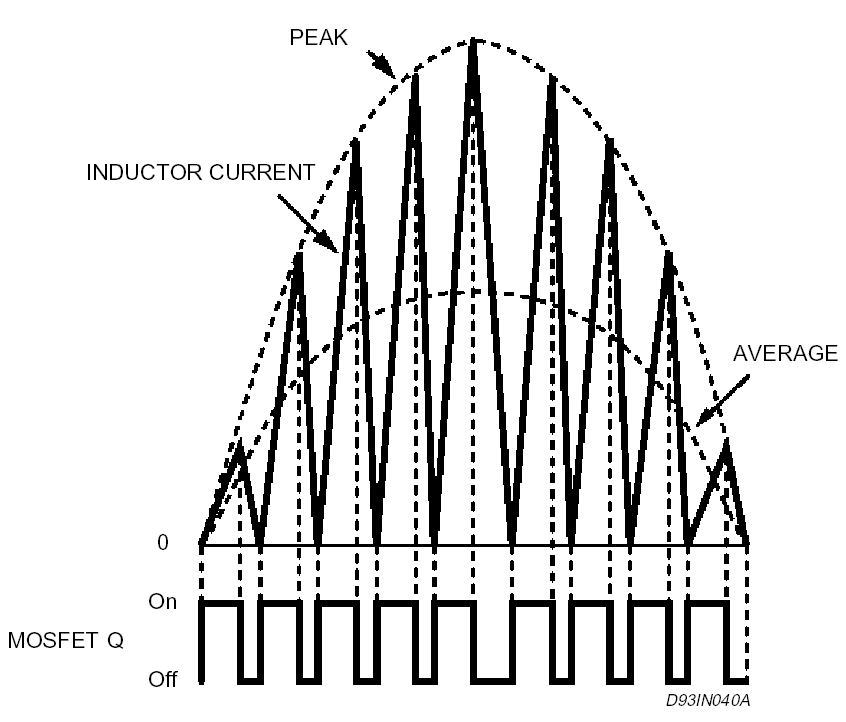 PEAK
INDUCTOR CURRENT
AVERAGE
0
On
MOSFET Q
Off
D93IN040A